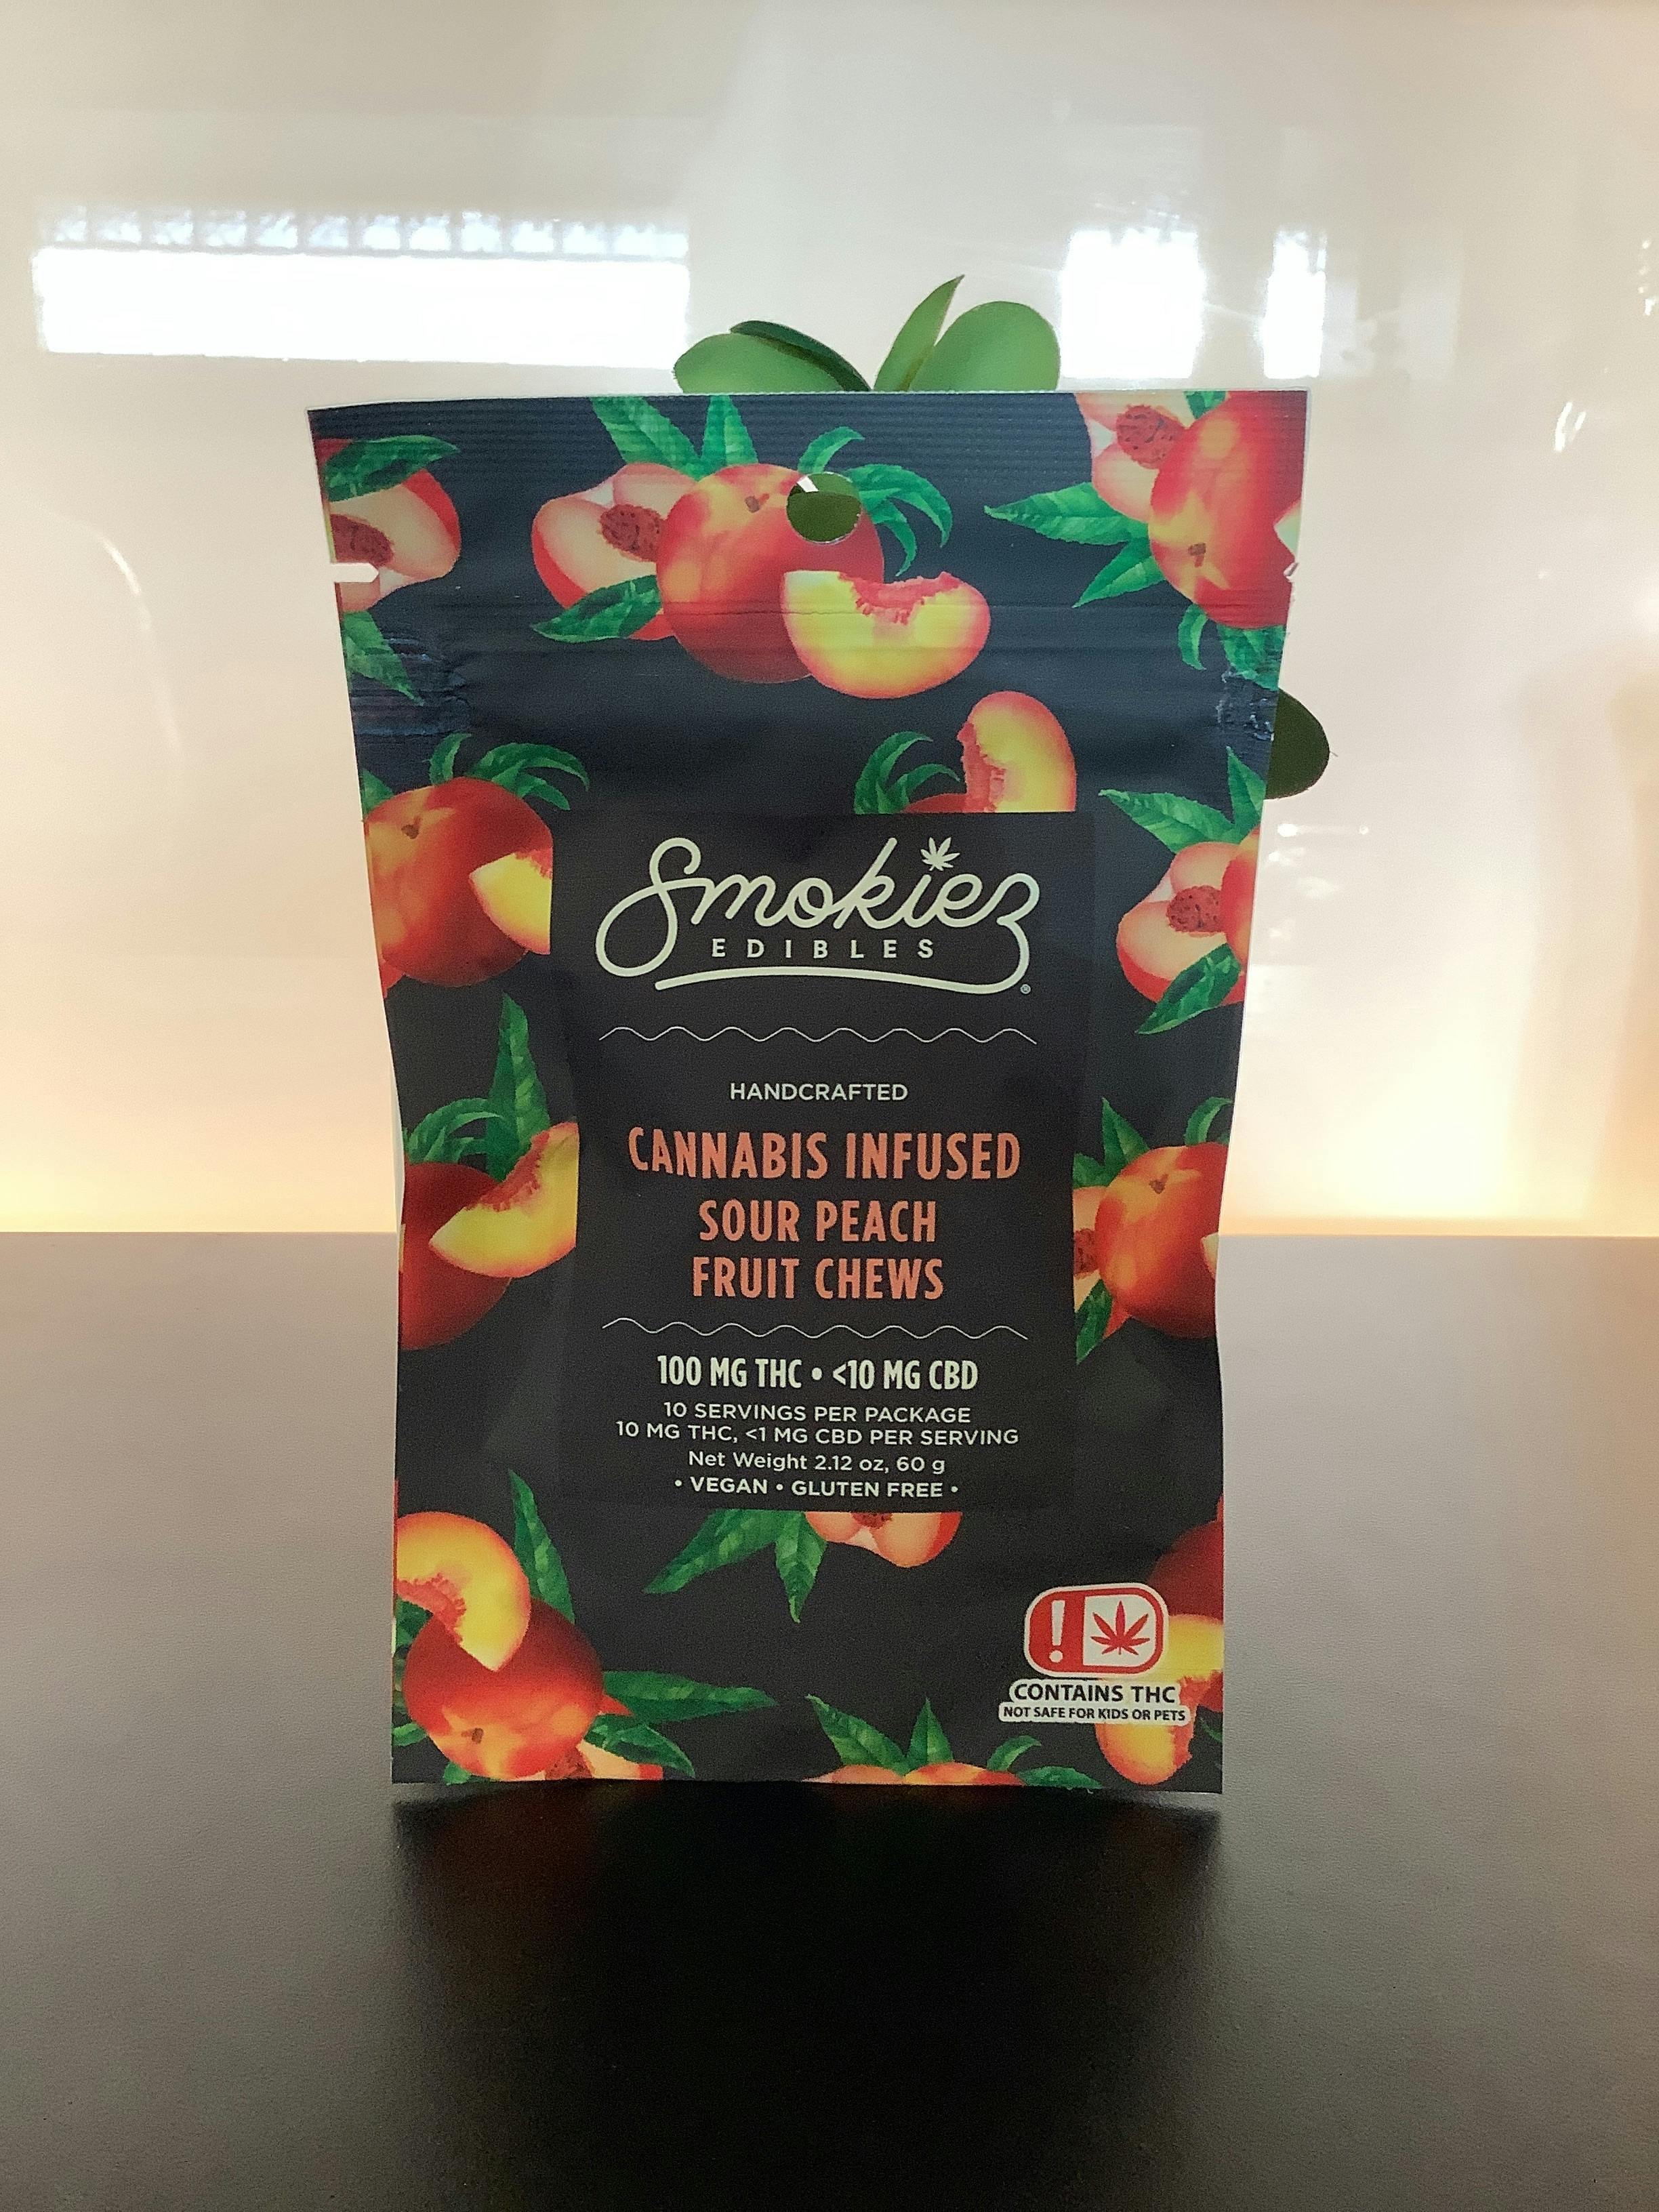 Smokiez
EDIBLES
®
HANDCRAFTED
CANNABIS INFUSED
SOUR PEACH
FRUIT CHEWS
100 MG THC • <10 MG CBD
10 SERVINGS PER PACKAGE
10 MG THC, <1 MG CBD PER SERVING
Net Weight 2.12 oz, 60 g
• VEGAN • GLUTEN FREE •
!
CONTAINS THC
NOT SAFE FOR KIDS OR PETS